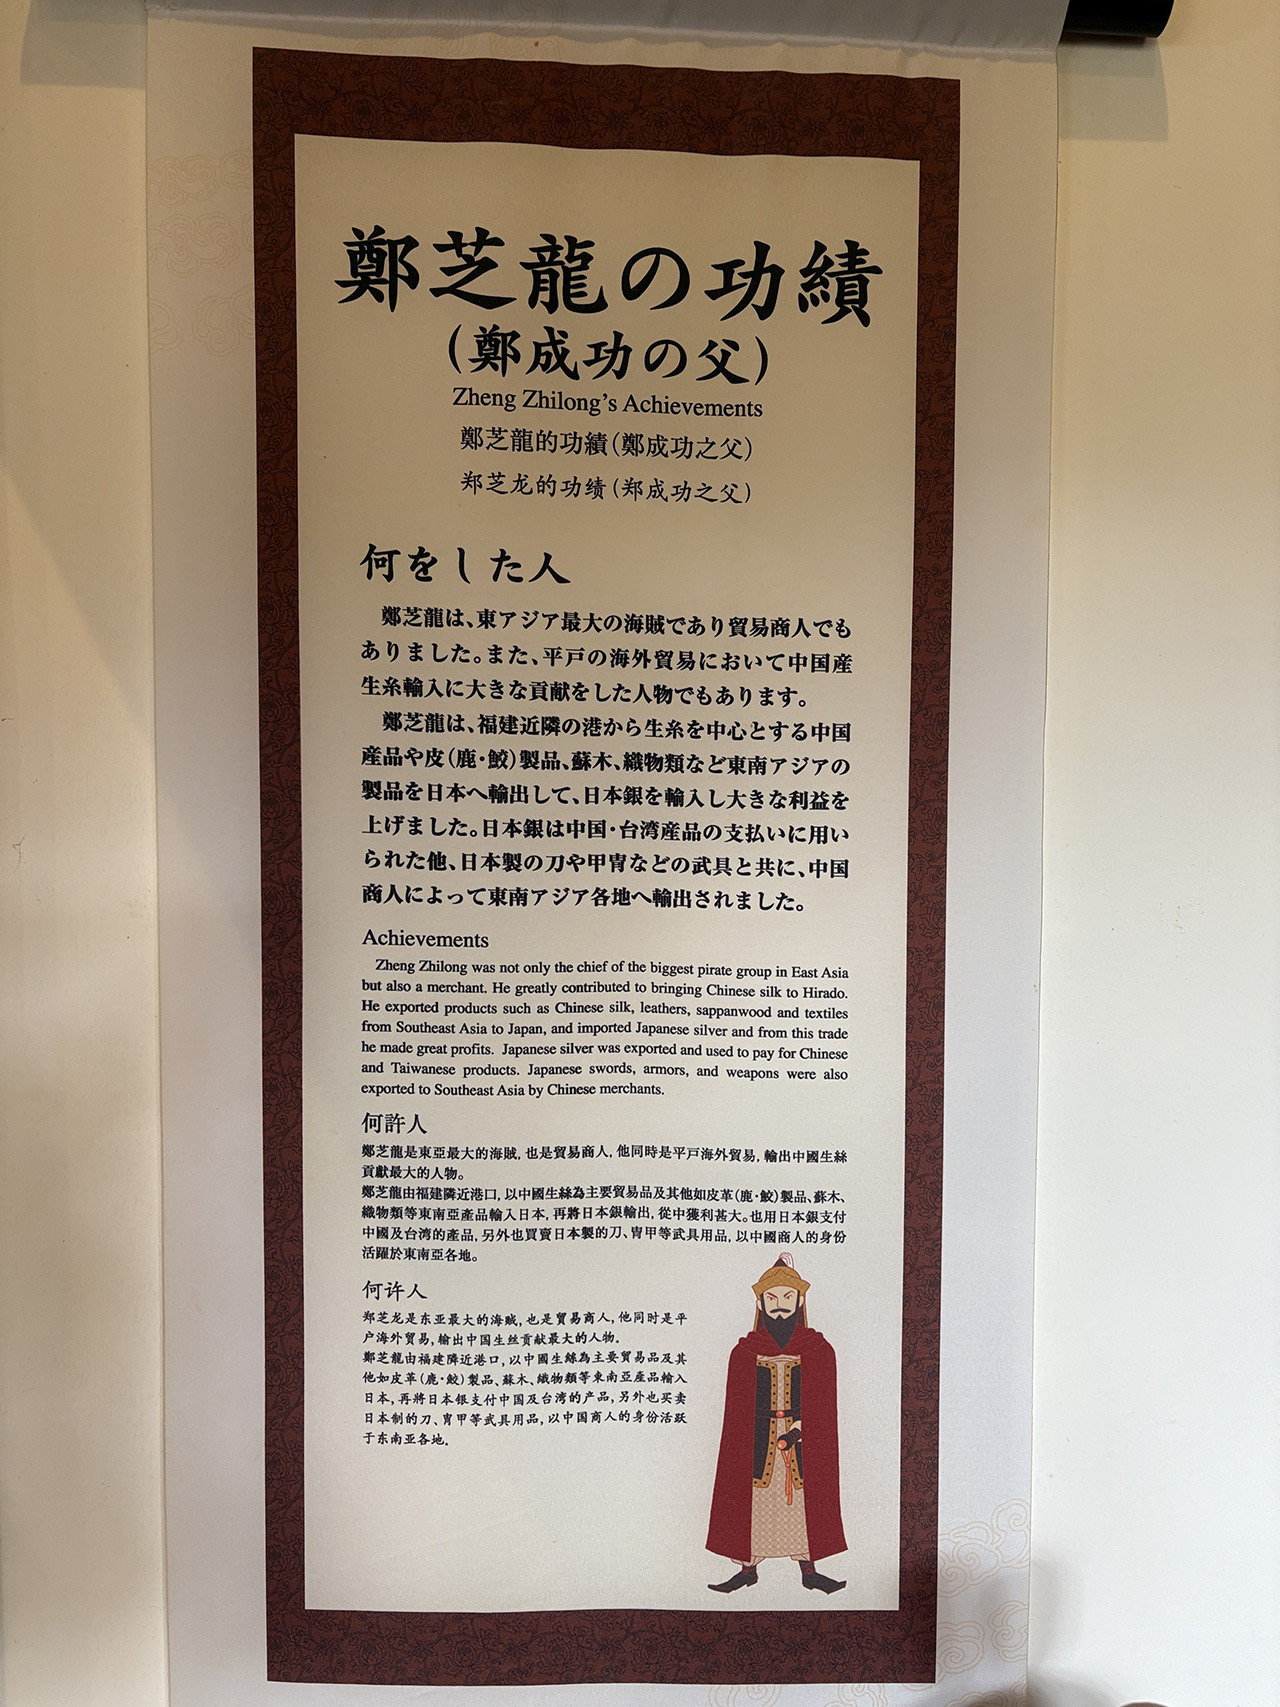 鄭芝龍の功績
(鄭成功の父)
Zheng Zhilong's Achievements
鄭芝龍的功績(鄭成功之父)
郑芝龙的功绩(郑成功之父)
何をした人
鄭芝龍は、東アジア最大の海賊であり貿易商人でも
ありました。また、平戸の海外貿易において中国産
生糸輸入に大きな貢献をした人物でもあります。
鄭芝龍は、福建近隣の港から生糸を中心とする中国
産品や皮(鹿・鮫)製品、蘇木、織物類など東南アジアの
製品を日本へ輸出して、日本銀を輸入し大きな利益を
上げました。日本銀は中国・台湾産品の支払いに用い
られた他、日本製の刀や甲冑などの武具と共に、中国
商人によって東南アジア各地へ輸出されました。
Achievements
Zheng Zhilong was not only the chief of the biggest pirate group in East Asia
but also a merchant. He greatly contributed to bringing Chinese silk to Hirado.
He exported products such as Chinese silk, leathers, sappanwood and textiles
from Southeast Asia to Japan, and imported Japanese silver and from this trade
he made great profits. Japanese silver was exported and used to pay for Chinese
and Taiwanese products. Japanese swords, armors, and weapons were also
exported to Southeast Asia by Chinese merchants.
何許人
鄭芝龍是東亞最大的海賊, 也是貿易商人, 他同時是平戸海外貿易, 輸出中國生絲
貢獻最大的人物。
鄭芝龍由福建隣近港口, 以中國生絲為主要貿易品及其他如皮革(鹿・鮫)製品、蘇木、
織物類等東南亞產品輸入日本, 再將日本銀輸出, 從中獲利甚大。也用日本銀支付
中國及台湾的產品, 另外也買賣日本製的刀、冑甲等武具用品, 以中國商人的身份
活躍於東南亞各地。
何许人
郑芝龙是东亚最大的海贼, 也是贸易商人, 他同时是平
户海外貿易, 输出中国生丝贡献最大的人物。
鄭芝龍由福建隣近港口, 以中國生絲為主要貿易品及其
他如皮革(鹿・鮫)製品、蘇木、織物類等東南亞產品輸入
日本, 再將日本银支付中国及台湾的产品, 另外也买卖
日本制的刀、胄甲等武具用品, 以中国商人的身份活跃
于东南亚各地。